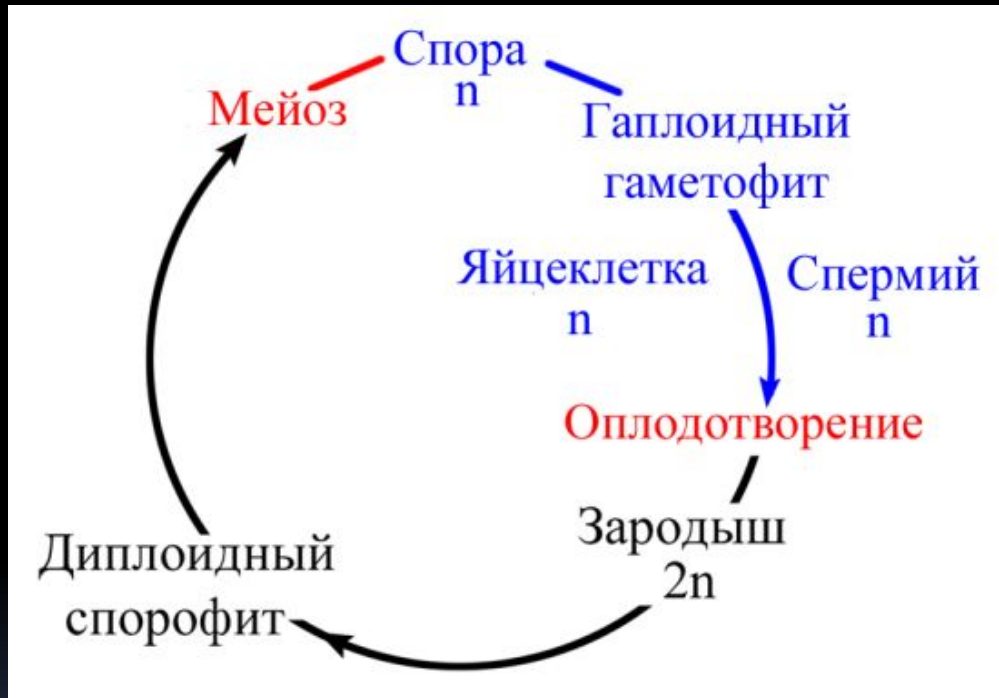 Спора
n
Мейоз
Гаплоидный
гаметофит
Яйцеклетка
n
Спермий
n
Оплодотворение
Зародыш
2n
Диплоидный
спорофит